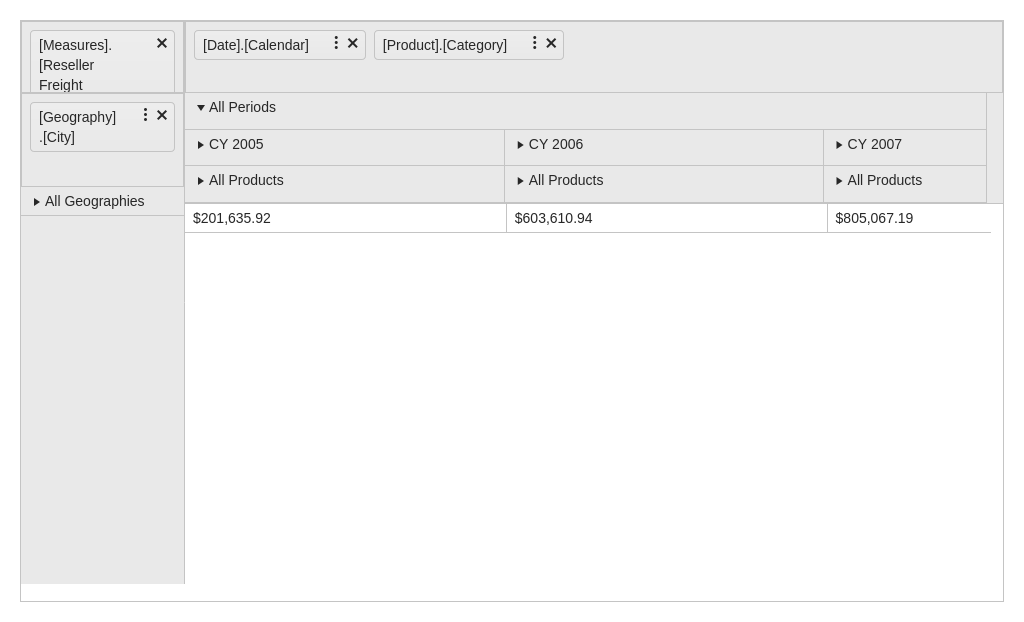 [Measures].
[Reseller
Freight
[Date].[Calendar]
[Product].[Category]
[Geography]
.[City]
All Periods
CY 2005
CY 2006
CY 2007
All Products
All Products
All Products
All Geographies
$201,635.92
$603,610.94
$805,067.19